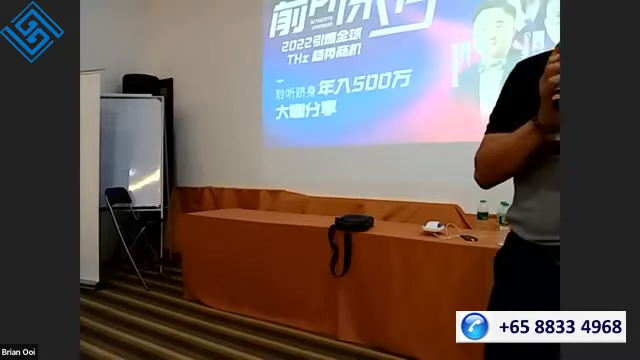 2022引爆全球
THz 趋势商机
聆听跻身年入500万
大咖分享
+65 8833 4968
Brian Ooi